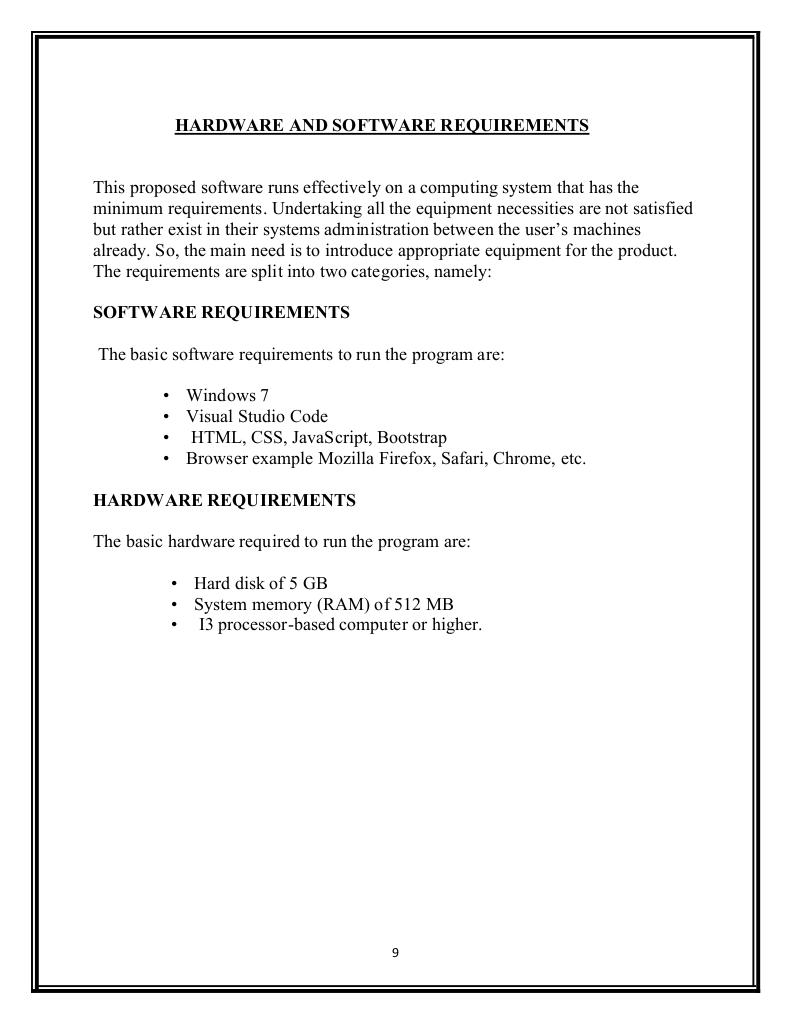 HARDWARE AND SOFTWARE REQUIREMENTS
This proposed software runs effectively on a computing system that has the
minimum requirements. Undertaking all the equipment necessities are not satisfied
but rather exist in their systems administration between the user’s machines
already. So, the main need is to introduce appropriate equipment for the product.
The requirements are split into two categories, namely:
SOFTWARE REQUIREMENTS
The basic software requirements to run the program are:
• Windows 7
• Visual Studio Code
• HTML, CSS, JavaScript, Bootstrap
• Browser example Mozilla Firefox, Safari, Chrome, etc.
HARDWARE REQUIREMENTS
The basic hardware required to run the program are:
• Hard disk of 5 GB
• System memory (RAM) of 512 MB
• I3 processor-based computer or higher.
9